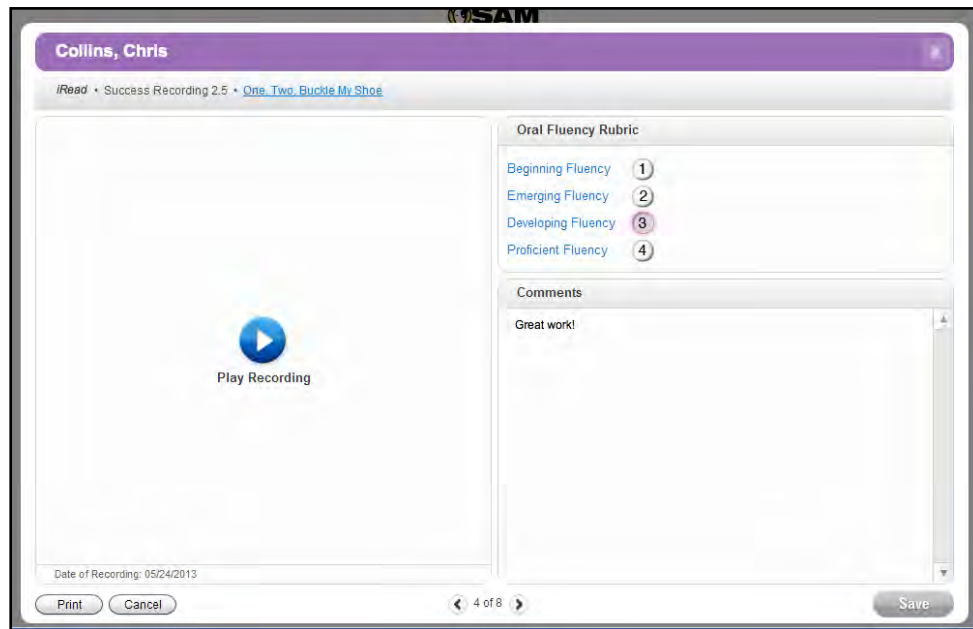 SAM
Collins, Chris
x
iRead • Success Recording 2.5 • One, Two, Buckle My Shoe
Oral Fluency Rubric
Beginning Fluency 1
Emerging Fluency 2
Developing Fluency 3
Proficient Fluency 4
Comments
Great work!
Play Recording
Date of Recording: 05/24/2013
Print Cancel 4 of 8 Save